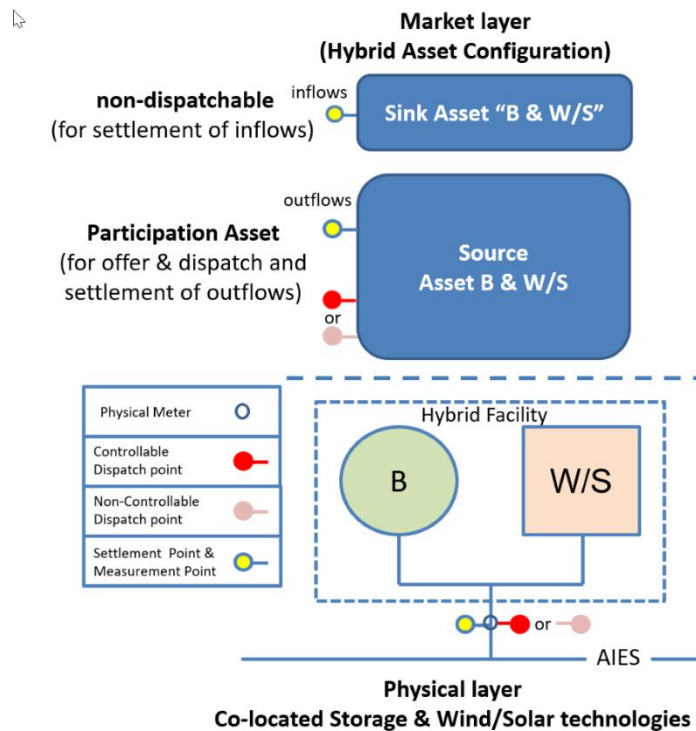 Market layer
(Hybrid Asset Configuration)
inflows
non-dispatchable
(for settlement of inflows)
Sink Asset “B & W/S”
outflows
Participation Asset
(for offer & dispatch and
settlement of outflows)
or
Source
Asset B & W/S
Physical Meter
Controllable
Dispatch point
Non-Controllable
Dispatch point
Settlement Point &
Measurement Point
Hybrid Facility
B
W/S
or
AIES
Physical layer
Co-located Storage & Wind/Solar technologies